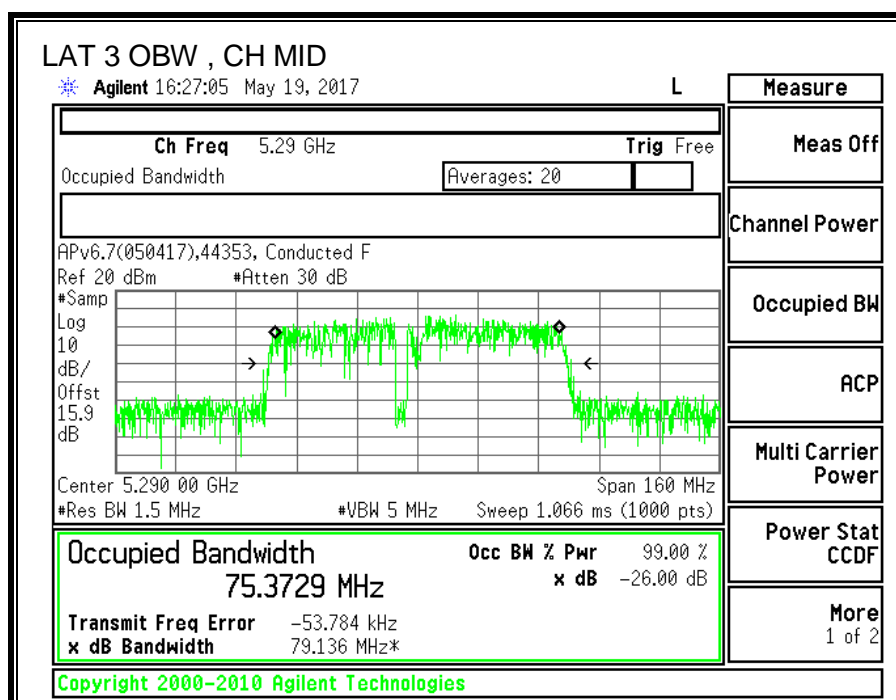 LAT 3 OBW , CH MID
Agilent 16:27:05 May 19, 2017 L
Measure
Ch Freq 5.29 GHz Trig Free
Occupied Bandwidth Averages: 20
Meas Off
Channel Power
APv6.7(050417),44353, Conducted F
Ref 20 dBm #Atten 30 dB
#Samp
Log
10
dB/
Offst
15.9
dB
Occupied BW
ACP
Multi Carrier
Power
Center 5.290 00 GHz Span 160 MHz
#Res BW 1.5 MHz #VBW 5 MHz Sweep 1.066 ms (1000 pts)
Power Stat
CCDF
Occupied Bandwidth Occ BW % Pwr 99.00 %
75.3729 MHz x dB -26.00 dB
Transmit Freq Error -53.784 kHz
x dB Bandwidth 79.136 MHz*
More
1 of 2
Copyright 2000-2010 Agilent Technologies